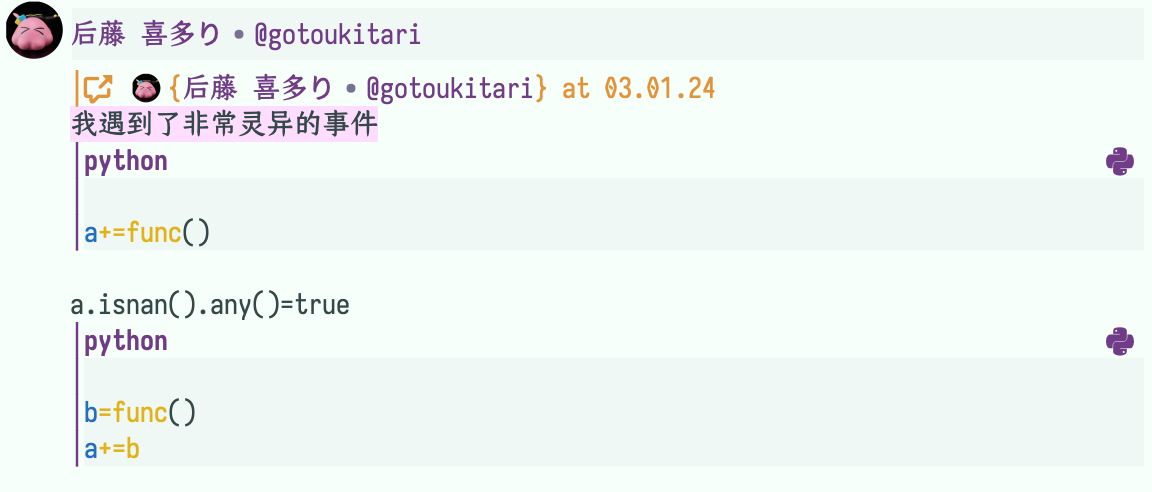 后藤 喜多り • @gotoukitari
{后藤 喜多り • @gotoukitari} at 03.01.24
我遇到了非常灵异的事件
python
a+=func()
a.isnan().any()=true
python
b=func()
a+=b